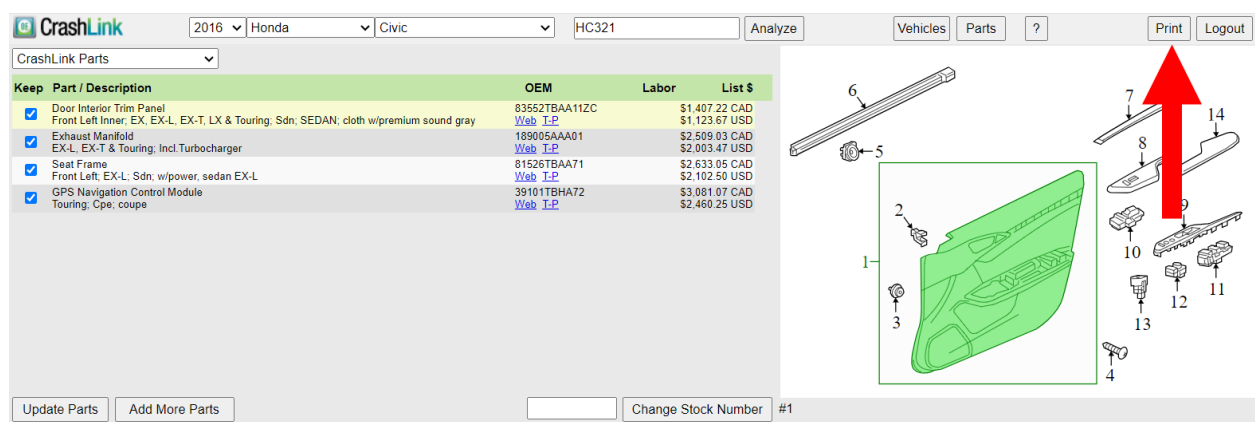 CrashLink 2016 Honda Civic HC321 Analyze Vehicles Parts ? Print Logout
CrashLink Parts
Keep Part / Description OEM Labor List $
Door Interior Trim Panel 83552TBAA11ZC $1,407.22 CAD
Front Left Inner; EX, EX-L, EX-T, LX & Touring; Sdn; SEDAN; cloth w/premium sound gray Web T-P $1,123.67 USD
Exhaust Manifold 189005AAA01 $2,509.03 CAD
EX-L, EX-T & Touring; Incl.Turbocharger Web T-P $2,003.47 USD
Seat Frame 81526TBAA71 $2,633.05 CAD
Front Left; EX-L; Sdn; w/power, sedan EX-L Web T-P $2,102.50 USD
GPS Navigation Control Module 39101TBHA72 $3,081.07 CAD
Touring; Cpe; coupe Web T-P $2,460.25 USD
6
7
14
5
8
2
9
10
1
11
12
3
13
4
Update Parts Add More Parts Change Stock Number #1